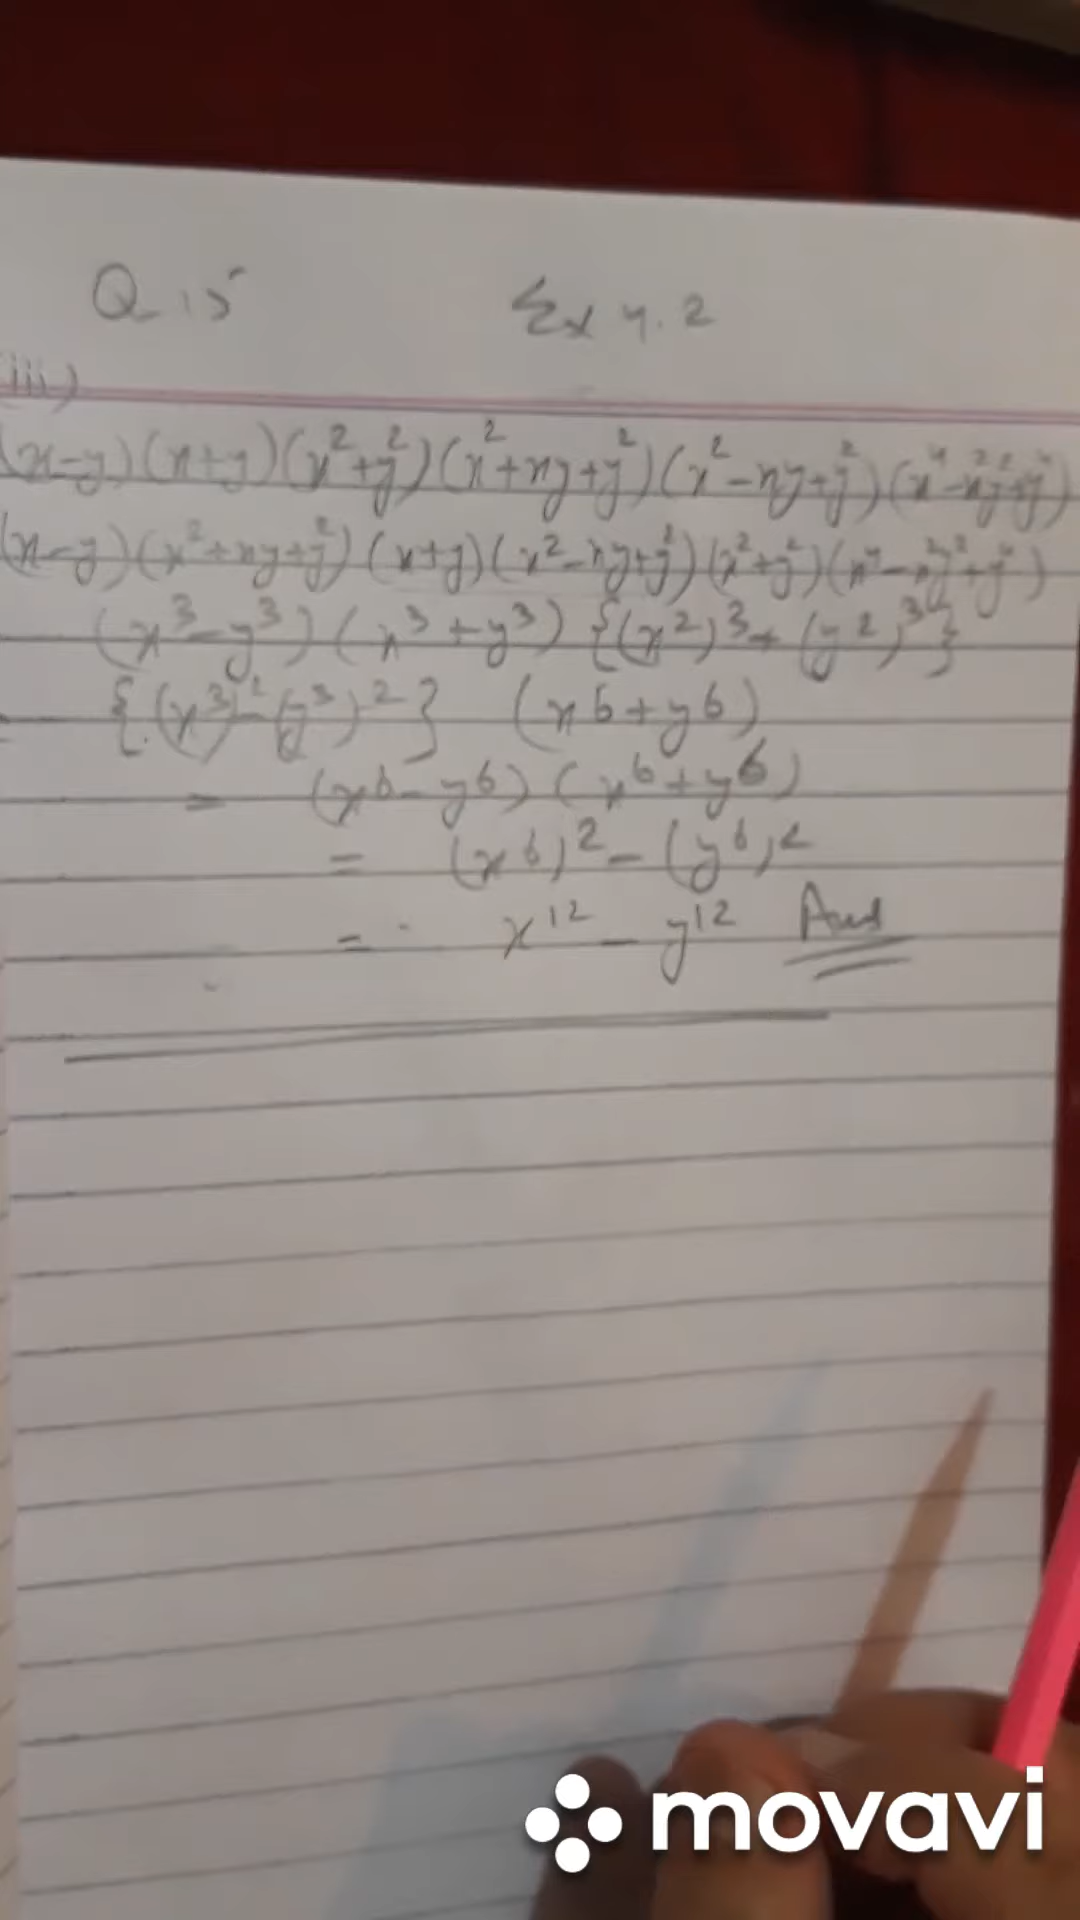 Q.15 Ex 4.2
(iii)
(x-y)(x+y)(x²+y²)(x²+xy+y²)(x²-xy+y²)(x⁴-x²y²+y⁴)
(x-y)(x²+xy+y²)(x+y)(x²-xy+y²)(x²+y²)(x⁴-x²y²+y⁴)
(x³-y³)(x³+y³){(x²)³+(y²)³}
{(x³)²-(y³)²} (x⁶+y⁶)
= (x⁶-y⁶)(x⁶+y⁶)
= (x⁶)²-(y⁶)²
= x¹²-y¹² Ans
movavi